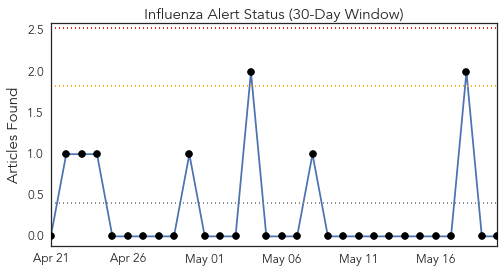 Influenza Alert Status (30-Day Window)
Articles Found
2.5
2.0
1.5
1.0
0.5
0.0
Apr 21
Apr 26
May 01
May 06
May 11
May 16